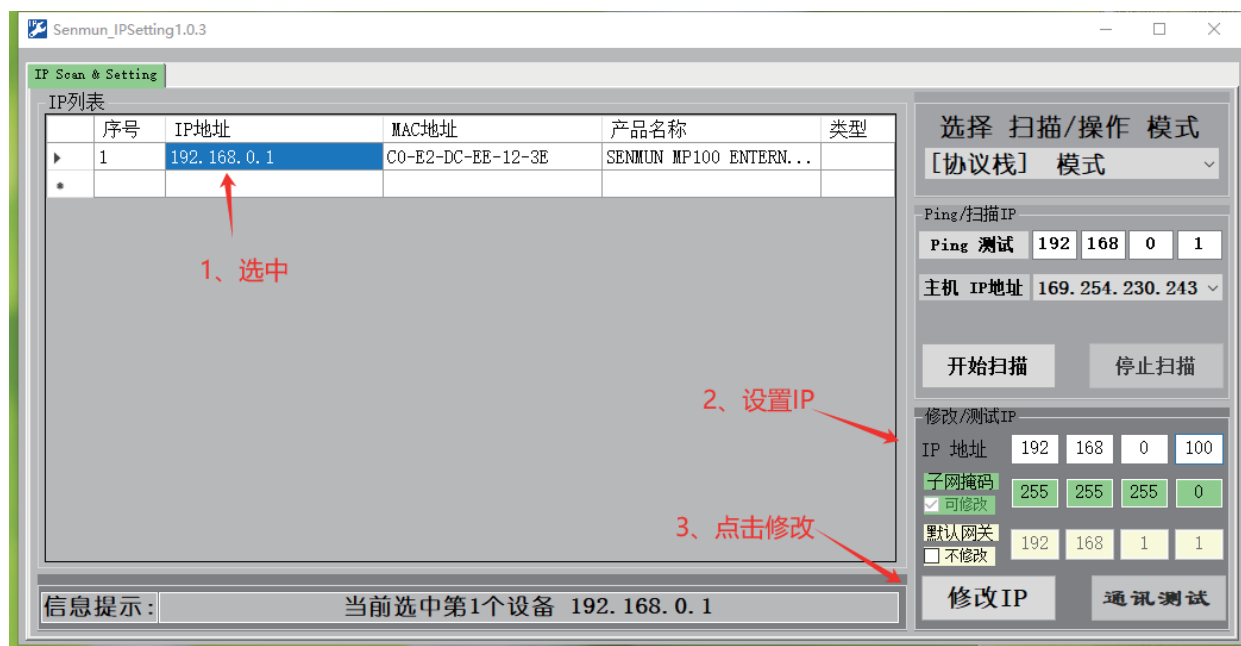 Senmun_IPSetting1.0.3
IP Scan & Setting
IP列表
序号 IP地址 MAC地址 产品名称 类型
1 192.168.0.1 C0-E2-DC-EE-12-3E SENMUN MP100 ENTERN...
1、选中
2、设置IP
3、点击修改
信息提示: 当前选中第1个设备 192.168.0.1
选择 扫描/操作 模式
[协议栈] 模式
Ping/扫描IP
Ping 测试 192 168 0 1
主机 IP地址 169.254.230.243
开始扫描 停止扫描
修改/测试IP
IP 地址 192 168 0 100
子网掩码 255 255 255 0
可修改
默认网关 192 168 1 1
不修改
修改IP 通讯测试